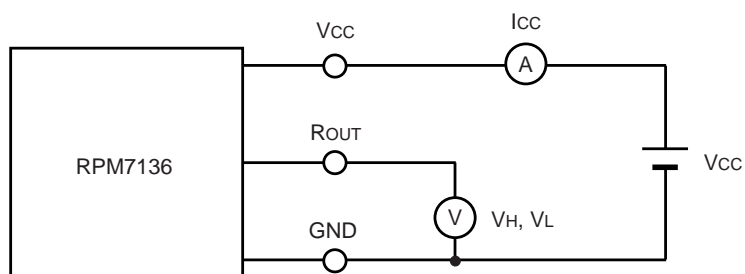 VCC
ICC
A
ROUT
RPM7136
VCC
GND
V
VH, VL